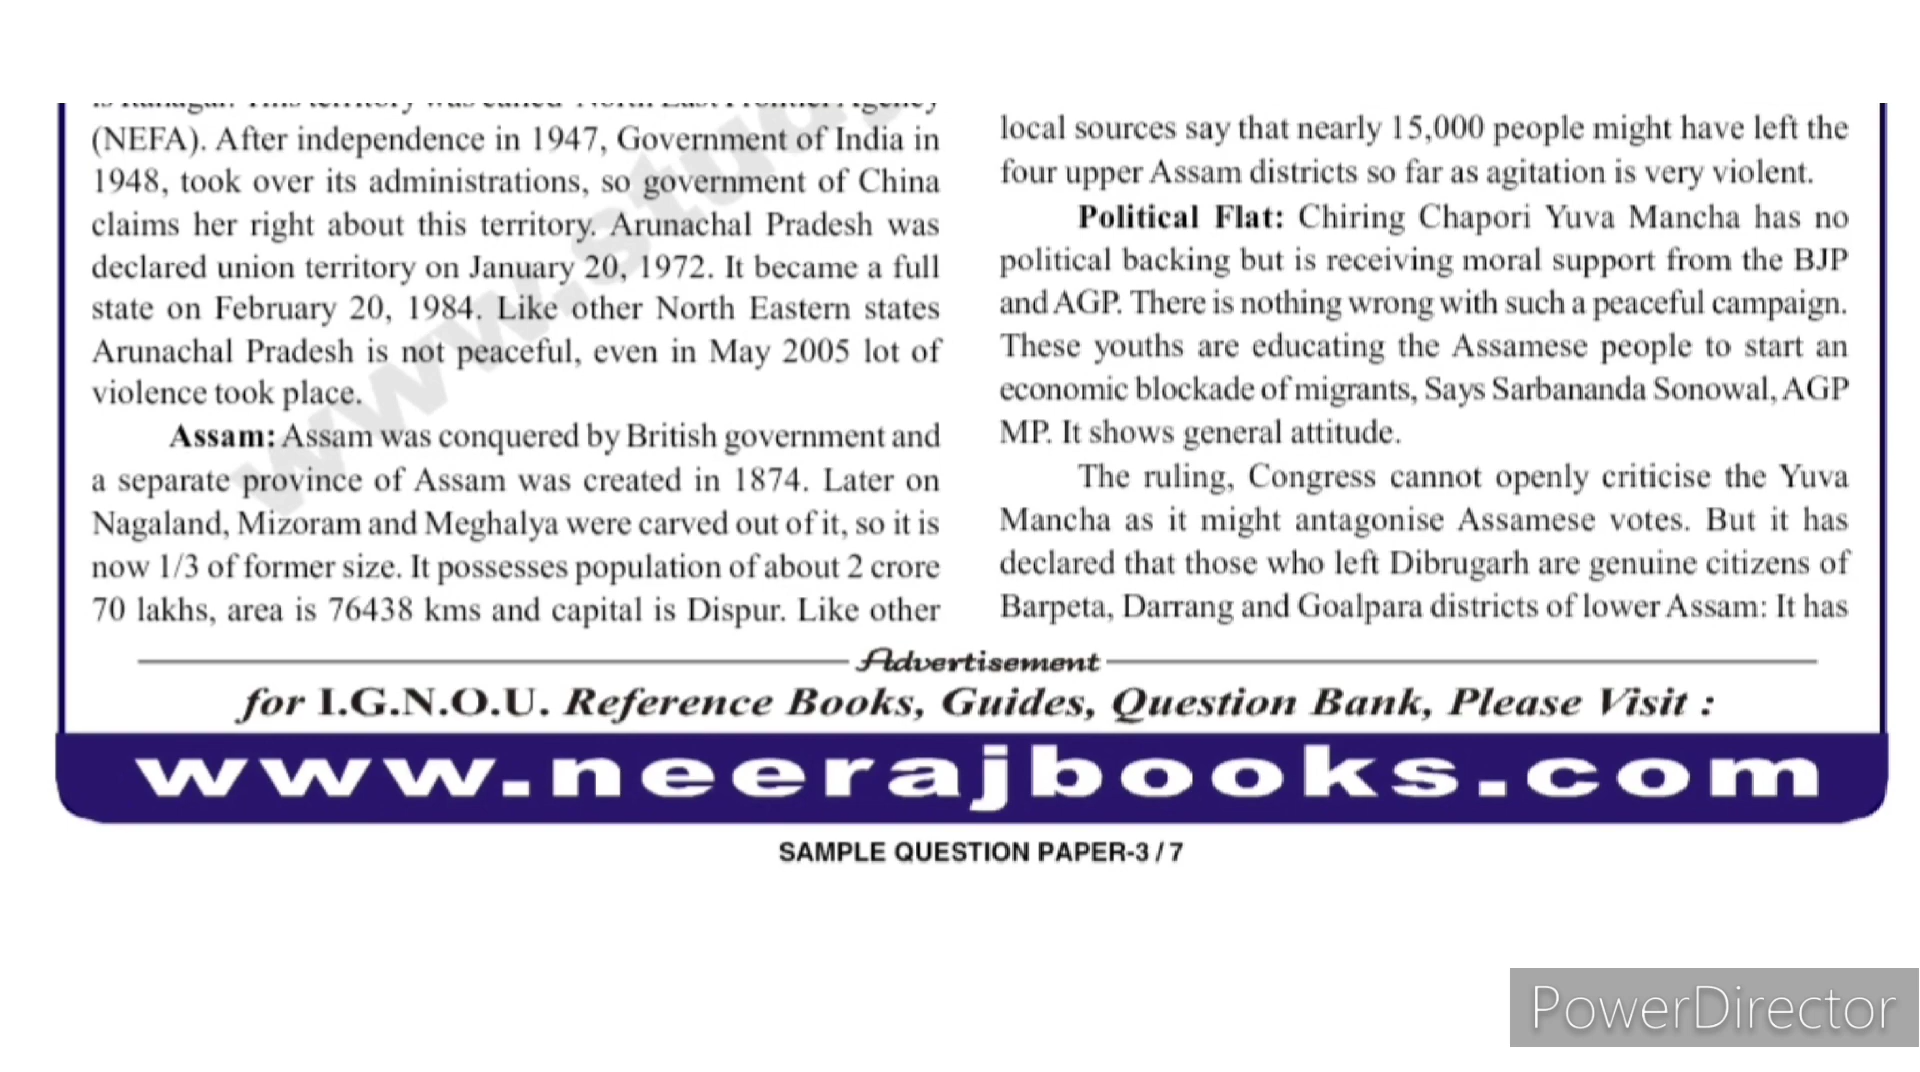 (NEFA). After independence in 1947, Government of India in
1948, took over its administrations, so government of China
claims her right about this territory. Arunachal Pradesh was
declared union territory on January 20, 1972. It became a full
state on February 20, 1984. Like other North Eastern states
Arunachal Pradesh is not peaceful, even in May 2005 lot of
violence took place.
Assam: Assam was conquered by British government and
a separate province of Assam was created in 1874. Later on
Nagaland, Mizoram and Meghalya were carved out of it, so it is
now 1/3 of former size. It possesses population of about 2 crore
70 lakhs, area is 76438 kms and capital is Dispur. Like other
local sources say that nearly 15,000 people might have left the
four upper Assam districts so far as agitation is very violent.
Political Flat: Chiring Chapori Yuva Mancha has no
political backing but is receiving moral support from the BJP
and AGP. There is nothing wrong with such a peaceful campaign.
These youths are educating the Assamese people to start an
economic blockade of migrants, Says Sarbananda Sonowal, AGP
MP. It shows general attitude.
The ruling, Congress cannot openly criticise the Yuva
Mancha as it might antagonise Assamese votes. But it has
declared that those who left Dibrugarh are genuine citizens of
Barpeta, Darrang and Goalpara districts of lower Assam: It has
Advertisement
for I.G.N.O.U. Reference Books, Guides, Question Bank, Please Visit :
www.neerajbooks.com
SAMPLE QUESTION PAPER-3 / 7
PowerDirector